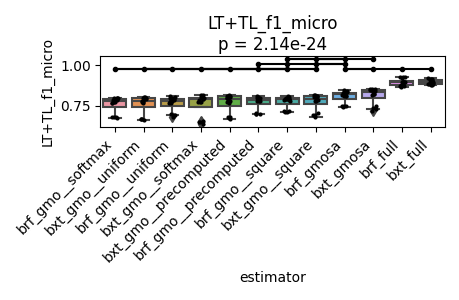 LT+TL_f1_micro
p = 2.14e-24
LT+TL_f1_micro
1.00
0.75
brf_gmo__softmax
bxt_gmo__uniform
brf_gmo__uniform
bxt_gmo__softmax
bxt_gmo__precomputed
brf_gmo__precomputed
brf_gmo__square
bxt_gmo__square
brf_gmosa
bxt_gmosa
brf_full
bxt_full
estimator